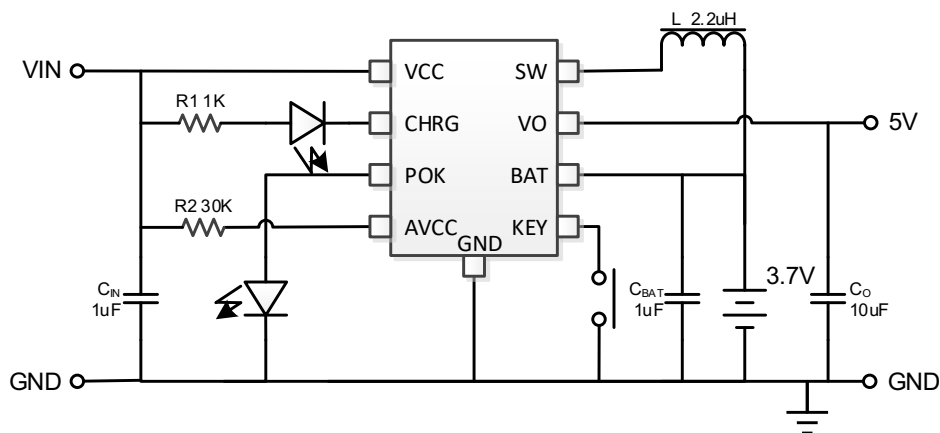 L 2.2uH
VIN
VCC
SW
R1 1K
CHRG
VO
5V
POK
BAT
R2 30K
AVCC
KEY
GND
3.7V
CIN
1uF
CBAT
1uF
CO
10uF
GND
GND